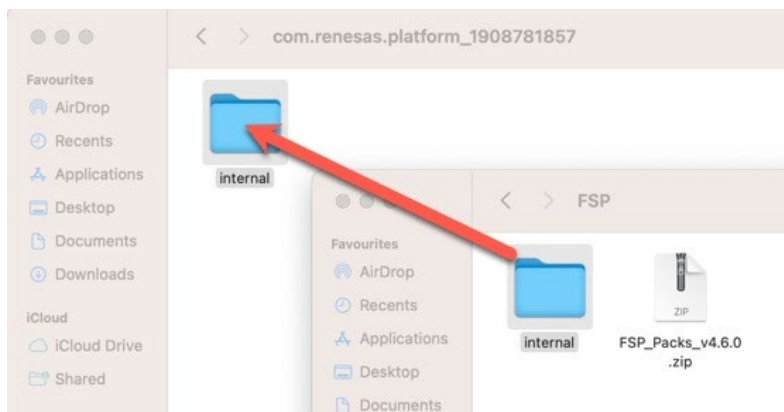 com.renesas.platform_1908781857
Favourites
AirDrop
Recents
Applications
Desktop
Documents
Downloads
iCloud
iCloud Drive
Shared
internal
FSP
Favourites
AirDrop
Recents
Applications
Desktop
Documents
internal
ZIP
FSP_Packs_v4.6.0
.zip